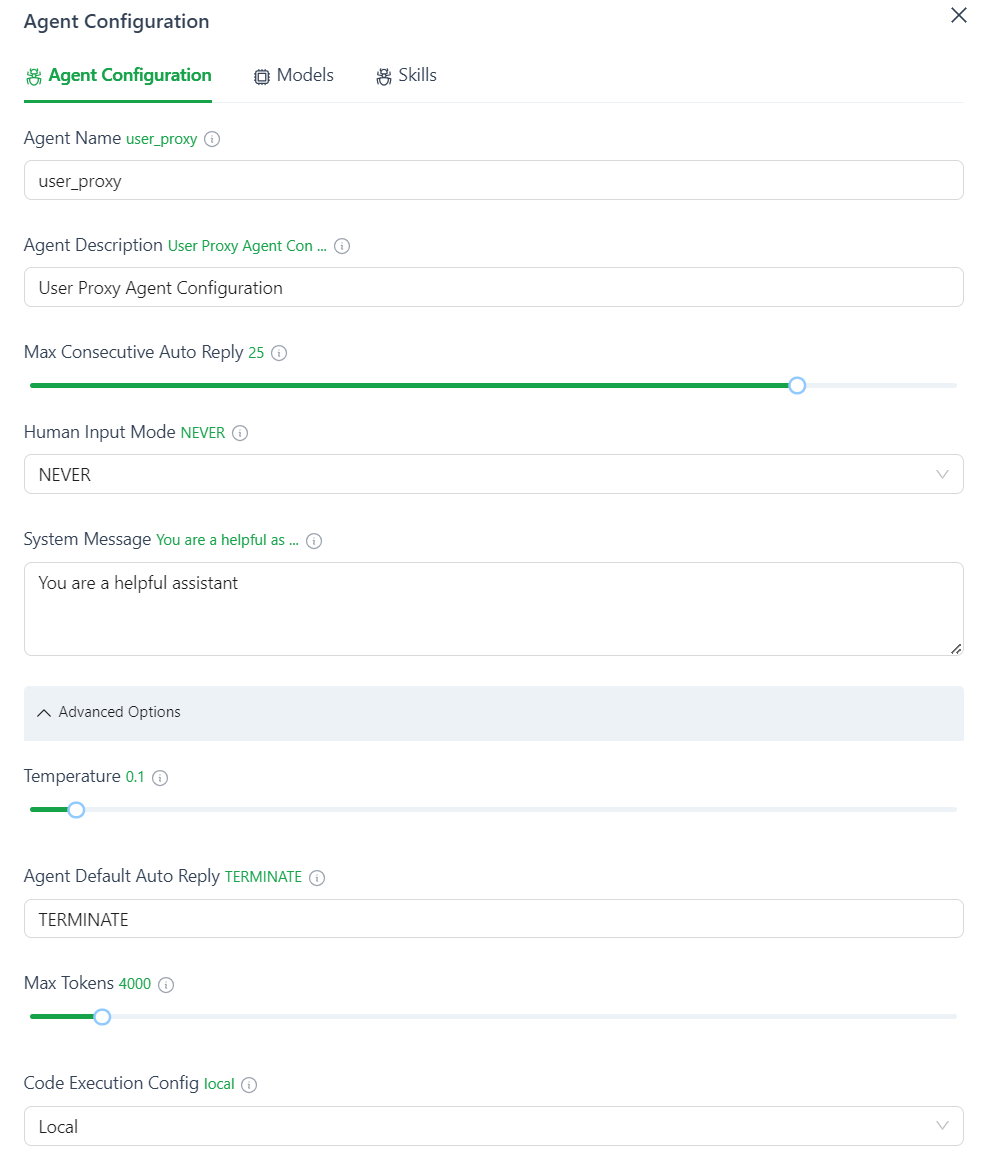 Agent Configuration
Agent Configuration Models Skills
Agent Name user_proxy
user_proxy
Agent Description User Proxy Agent Con ...
User Proxy Agent Configuration
Max Consecutive Auto Reply 25
Human Input Mode NEVER
NEVER
System Message You are a helpful as ...
You are a helpful assistant
Advanced Options
Temperature 0.1
Agent Default Auto Reply TERMINATE
TERMINATE
Max Tokens 4000
Code Execution Config local
Local